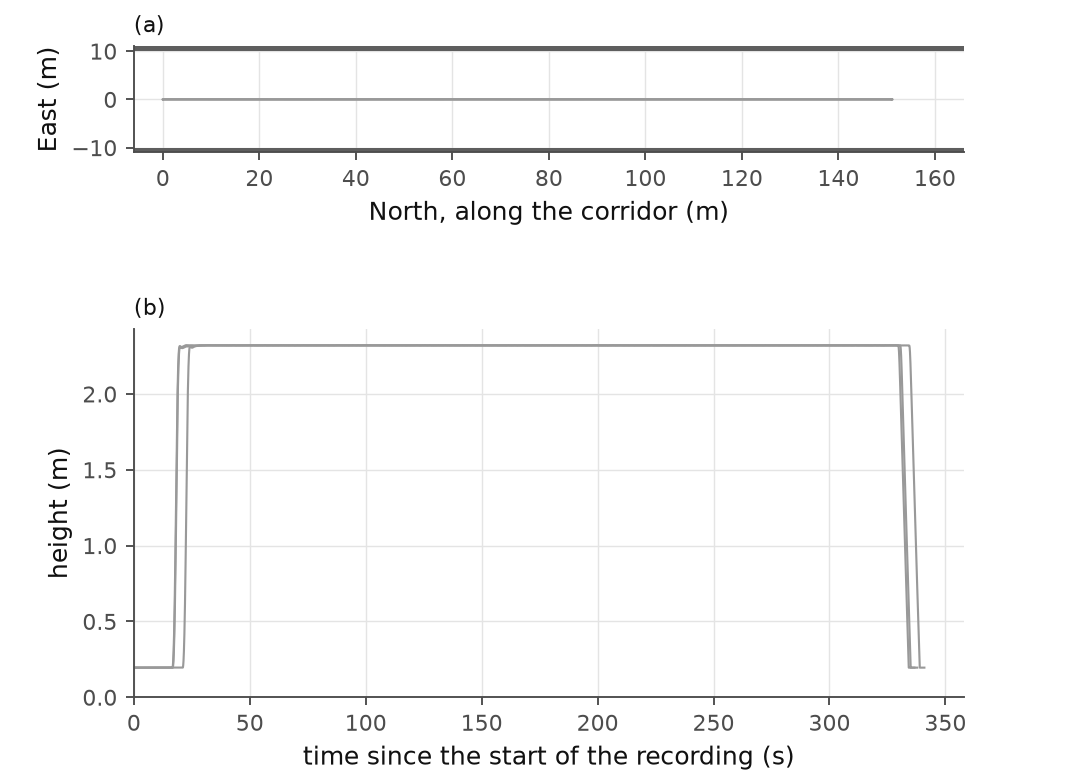 (a)
East (m)
10
0
−10
0 20 40 60 80 100 120 140 160
North, along the corridor (m)
(b)
height (m)
2.0
1.5
1.0
0.5
0.0
0 50 100 150 200 250 300 350
time since the start of the recording (s)